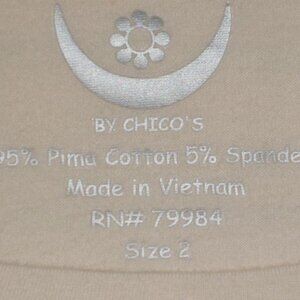 BY CHICO'S
95% Pima Cotton 5% Spande
Made in Vietnam
RN# 79984
Size 2